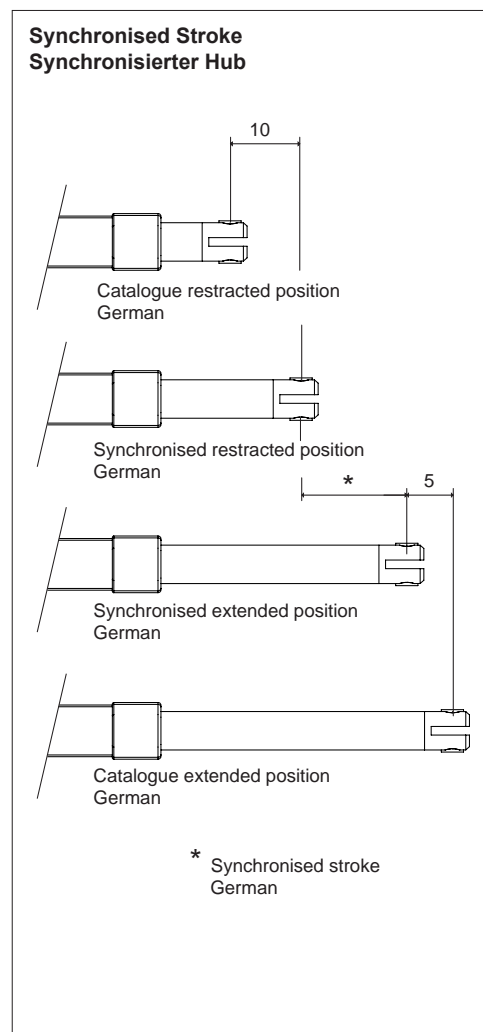 Synchronised Stroke
Synchronisierter Hub
10
Catalogue restracted position
German
Synchronised restracted position
German
* 5
Synchronised extended position
German
Catalogue extended position
German
* Synchronised stroke
German